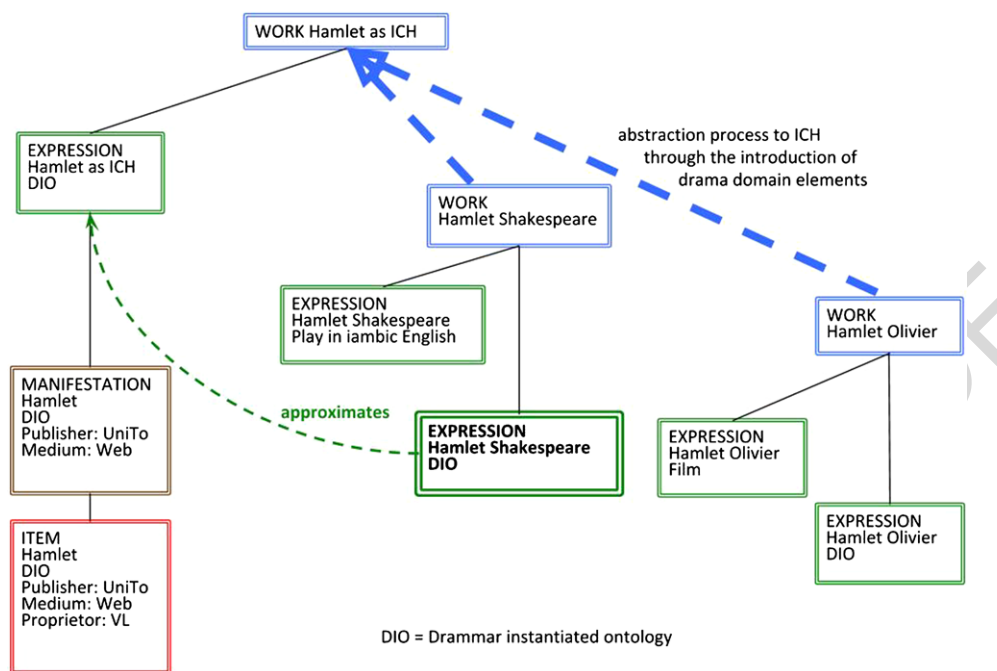 WORK Hamlet as ICH
abstraction process to ICH
through the introduction of
drama domain elements
EXPRESSION
Hamlet as ICH
DIO
WORK
Hamlet Shakespeare
EXPRESSION
Hamlet Shakespeare
Play in iambic English
WORK
Hamlet Olivier
MANIFESTATION
Hamlet
DIO
Publisher: UniTo
Medium: Web
approximates
EXPRESSION
Hamlet Shakespeare
DIO
EXPRESSION
Hamlet Olivier
Film
EXPRESSION
Hamlet Olivier
DIO
ITEM
Hamlet
DIO
Publisher: UniTo
Medium: Web
Proprietor: VL
DIO = Drammar instantiated ontology